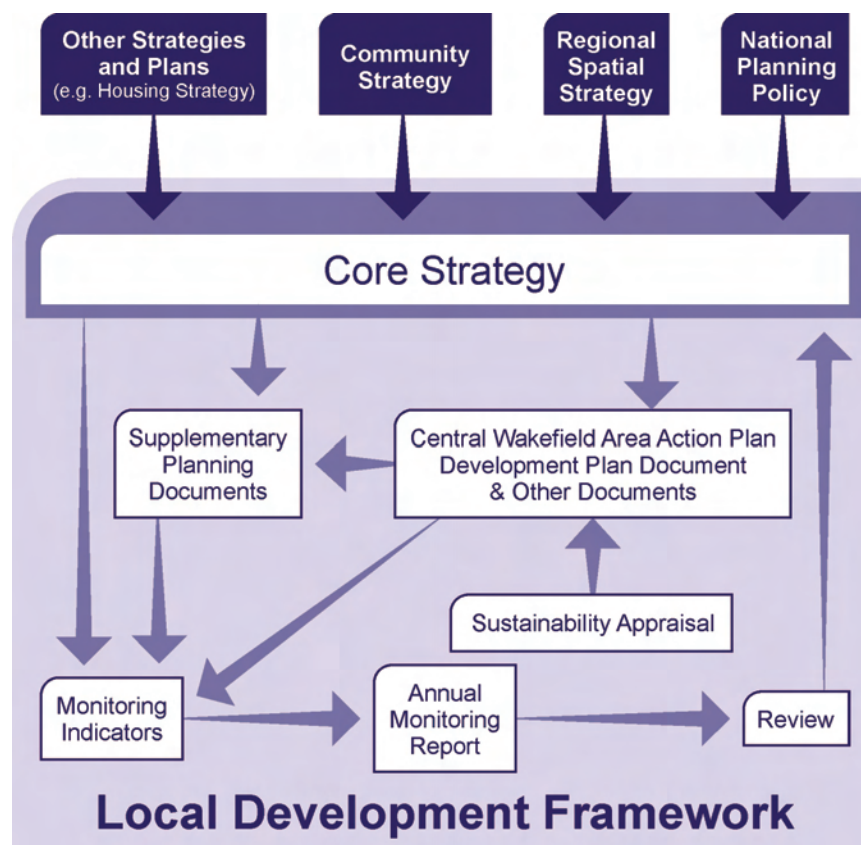 Other Strategies
and Plans
(e.g. Housing Strategy)
Community
Strategy
Regional
Spatial
Strategy
National
Planning
Policy
Core Strategy
Supplementary
Planning
Documents
Central Wakefield Area Action Plan
Development Plan Document
& Other Documents
Sustainability Appraisal
Monitoring
Indicators
Annual
Monitoring
Report
Review
Local Development Framework